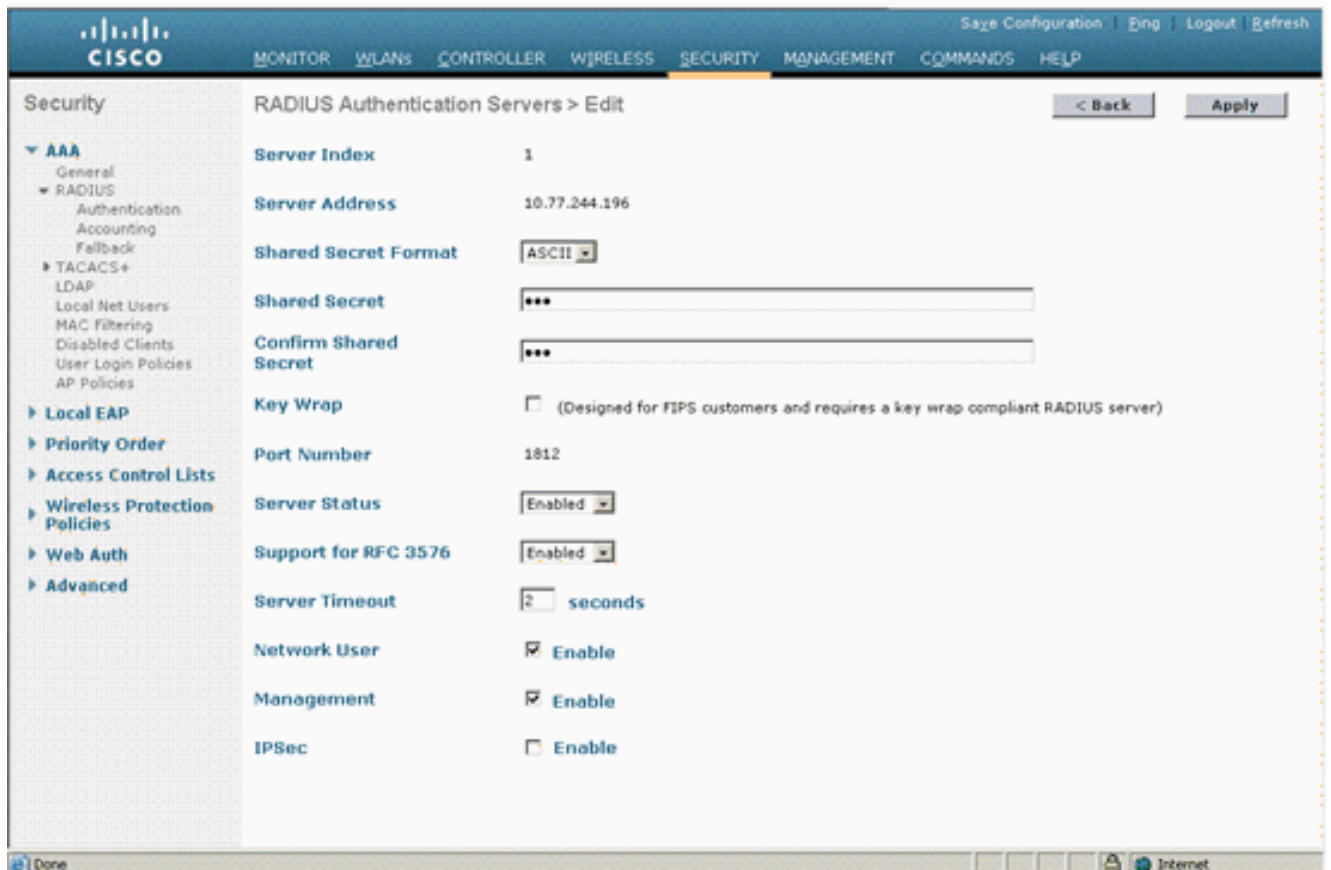 Save Configuration | Ping | Logout | Refresh
CISCO
MONITOR WLANs CONTROLLER WIRELESS SECURITY MANAGEMENT COMMANDS HELP
Security
AAA
General
RADIUS
Authentication
Accounting
Fallback
TACACS+
LDAP
Local Net Users
MAC Filtering
Disabled Clients
User Login Policies
AP Policies
Local EAP
Priority Order
Access Control Lists
Wireless Protection
Policies
Web Auth
Advanced
RADIUS Authentication Servers > Edit
< Back Apply
Server Index 1
Server Address 10.77.244.196
Shared Secret Format ASCII
Shared Secret •••
Confirm Shared
Secret •••
Key Wrap (Designed for FIPS customers and requires a key wrap compliant RADIUS server)
Port Number 1812
Server Status Enabled
Support for RFC 3576 Enabled
Server Timeout 2 seconds
Network User Enable
Management Enable
IPSec Enable
Done Internet